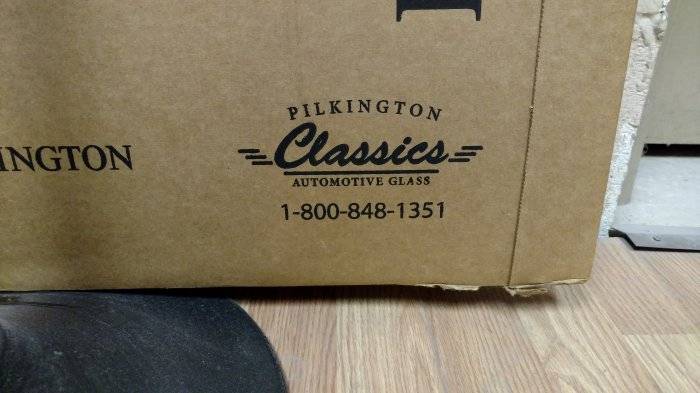 INGTON
PILKINGTON
Classics
AUTOMOTIVE GLASS
1-800-848-1351